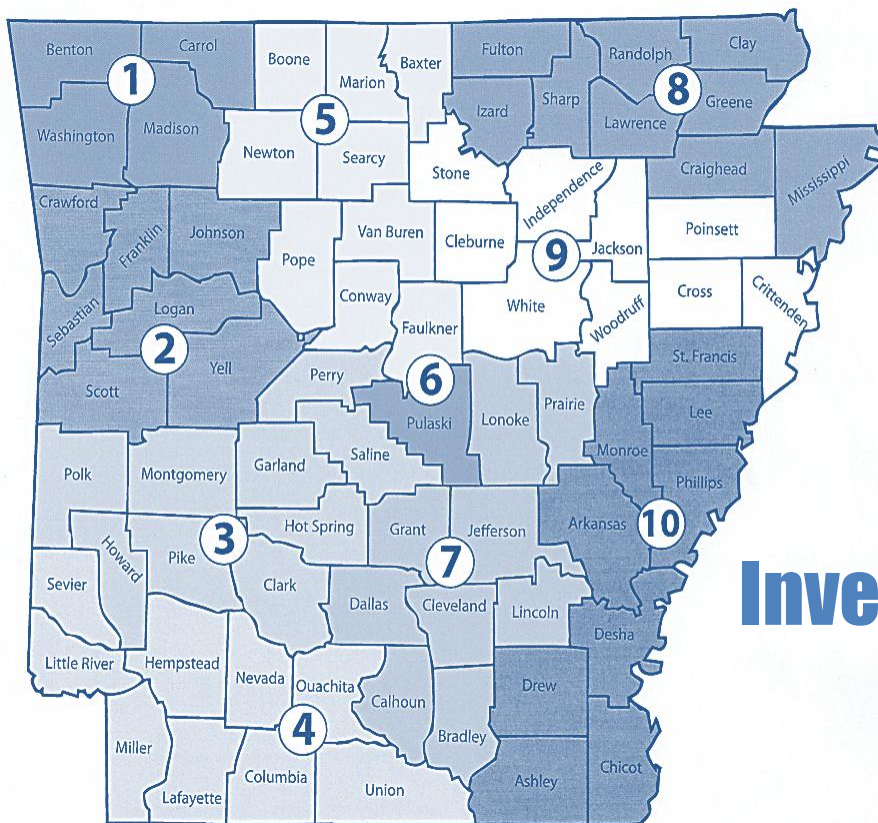 Benton
Carrol
Boone
Marion
Baxter
Fulton
Randolph
Clay
1
5
8
Washington
Madison
Newton
Searcy
Izard
Sharp
Lawrence
Greene
Stone
Independence
Craighead
Mississippi
Crawford
Franklin
Johnson
Pope
Van Buren
Cleburne
9
Jackson
Poinsett
Sebastian
Logan
Conway
Faulkner
White
Woodruff
Cross
Crittenden
2
Scott
Yell
Perry
6
Pulaski
Lonoke
Prairie
St. Francis
Lee
Monroe
Phillips
Polk
Montgomery
Garland
Saline
Hot Spring
Grant
Jefferson
Arkansas
10
3
7
Howard
Pike
Sevier
Clark
Dallas
Cleveland
Lincoln
Desha
Inve
Little River
Hempstead
Nevada
Ouachita
Calhoun
Drew
4
Miller
Lafayette
Columbia
Union
Bradley
Ashley
Chicot